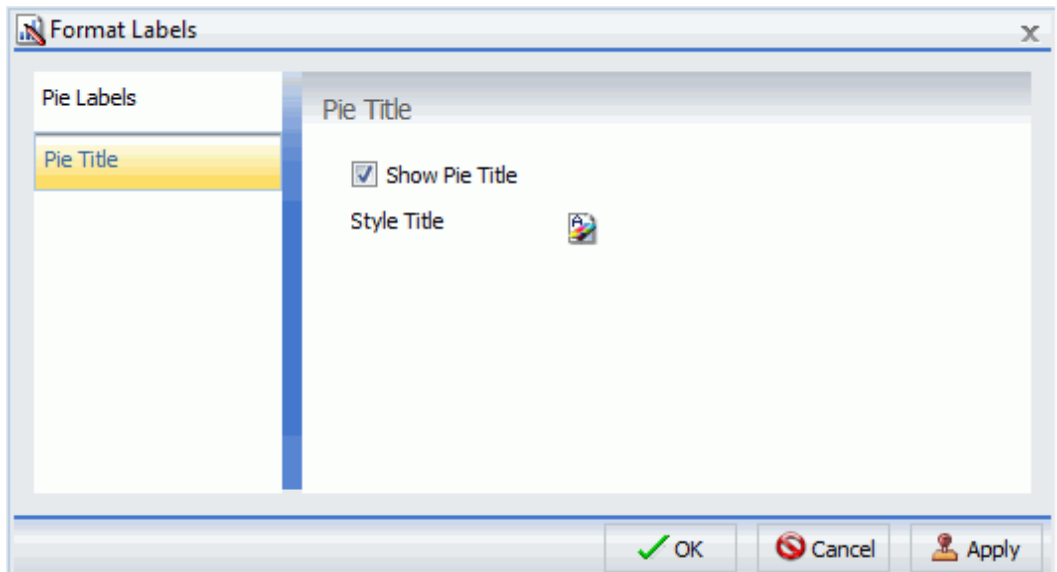 Format Labels
Pie Labels
Pie Title
Pie Title
Show Pie Title
Style Title
OK
Cancel
Apply